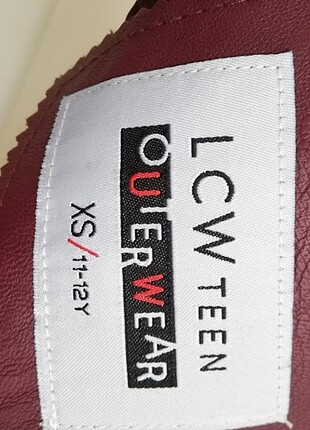 LCW TEEN
OUTERWEAR
XS/11-12Y